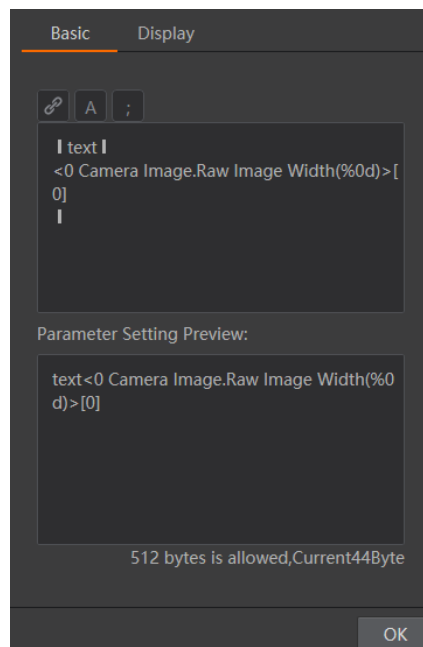 Basic Display
A ;
text
<0 Camera Image.Raw Image Width(%0d)>[
0]
Parameter Setting Preview:
text<0 Camera Image.Raw Image Width(%0
d)>[0]
512 bytes is allowed,Current44Byte
OK